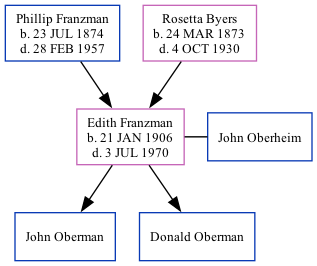 Phillip Franzman
b. 23 JUL 1874
d. 28 FEB 1957
Rosetta Byers
b. 24 MAR 1873
d. 4 OCT 1930
Edith Franzman
b. 21 JAN 1906
d. 3 JUL 1970
John Oberheim
John Oberman
Donald Oberman